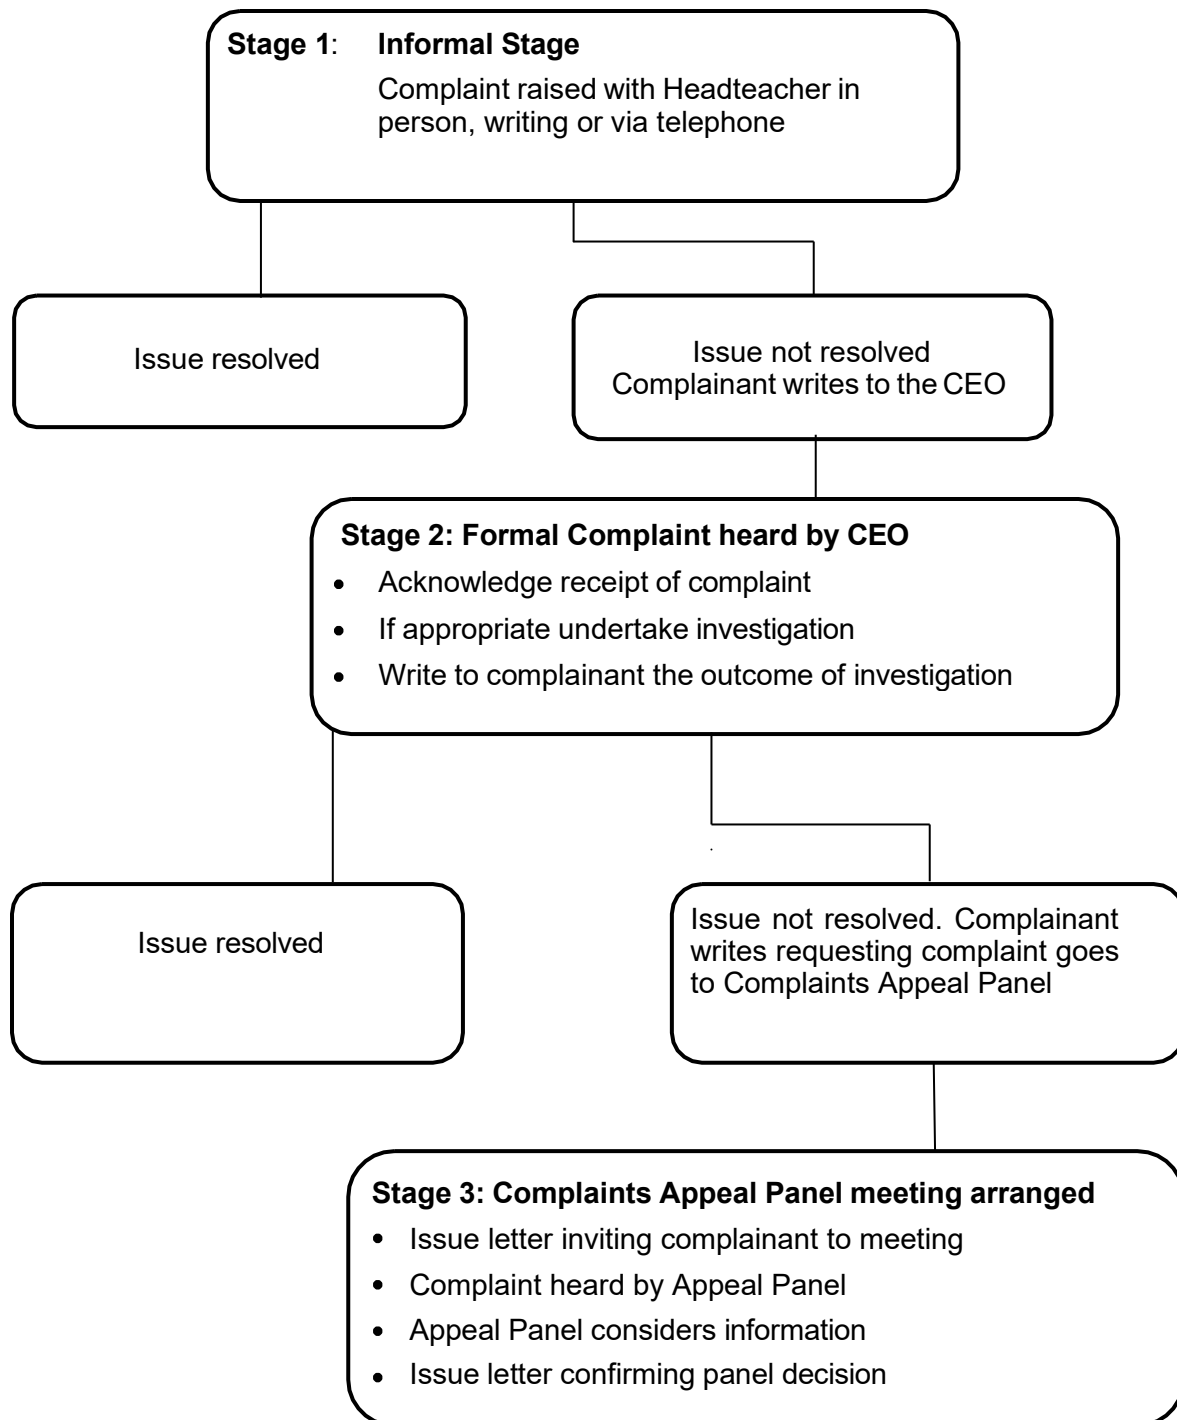 Stage 1: Informal Stage
Complaint raised with Headteacher in
person, writing or via telephone
Issue resolved
Issue not resolved
Complainant writes to the CEO
Stage 2: Formal Complaint heard by CEO
• Acknowledge receipt of complaint
• If appropriate undertake investigation
• Write to complainant the outcome of investigation
Issue resolved
Issue not resolved. Complainant
writes requesting complaint goes
to Complaints Appeal Panel
Stage 3: Complaints Appeal Panel meeting arranged
• Issue letter inviting complainant to meeting
• Complaint heard by Appeal Panel
• Appeal Panel considers information
• Issue letter confirming panel decision